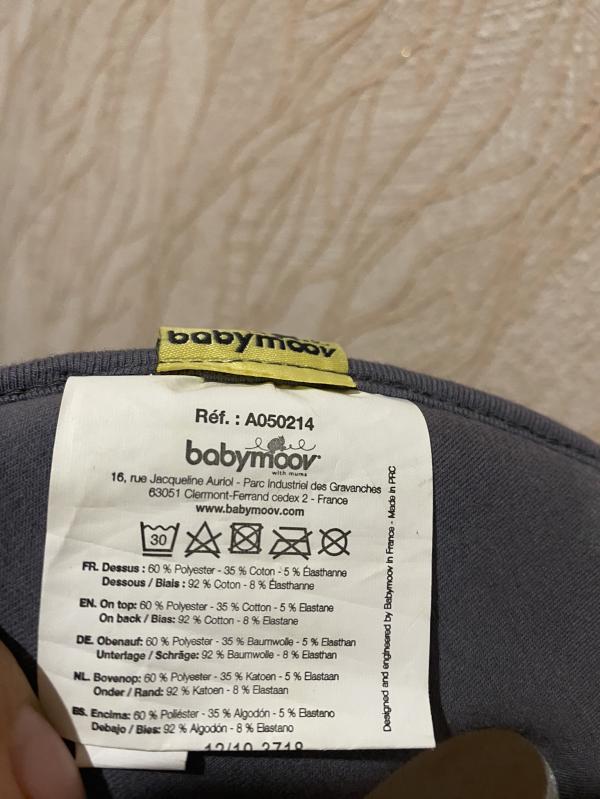 babymoov
Réf. : A050214
babymoov
with mums
16, rue Jacqueline Auriol - Parc Industriel des Gravanches
63051 Clermont-Ferrand cedex 2 - France
www.babymoov.com
30
FR. Dessus : 60 % Polyester - 35 % Coton - 5 % Élasthanne
Dessous / Biais : 92 % Coton - 8 % Élasthanne
EN. On top: 60 % Polyester - 35 % Cotton - 5 % Elastane
On back / Bias: 92 % Cotton - 8 % Elastane
DE. Obenauf: 60 % Polyester - 35 % Baumwolle - 5 % Elasthan
Unterlage / Schräge: 92 % Baumwolle - 8 % Elasthan
NL. Bovenop: 60 % Polyester - 35 % Katoen - 5 % Elastaan
Onder / Rand: 92 % Katoen - 8 % Elastaan
ES. Encima: 60 % Poliéster - 35 % Algodón - 5 % Elastano
Debajo / Bies: 92 % Algodón - 8 % Elastano
12/10 2718
Designed and engineered by Babymoov in France - Made in PRC